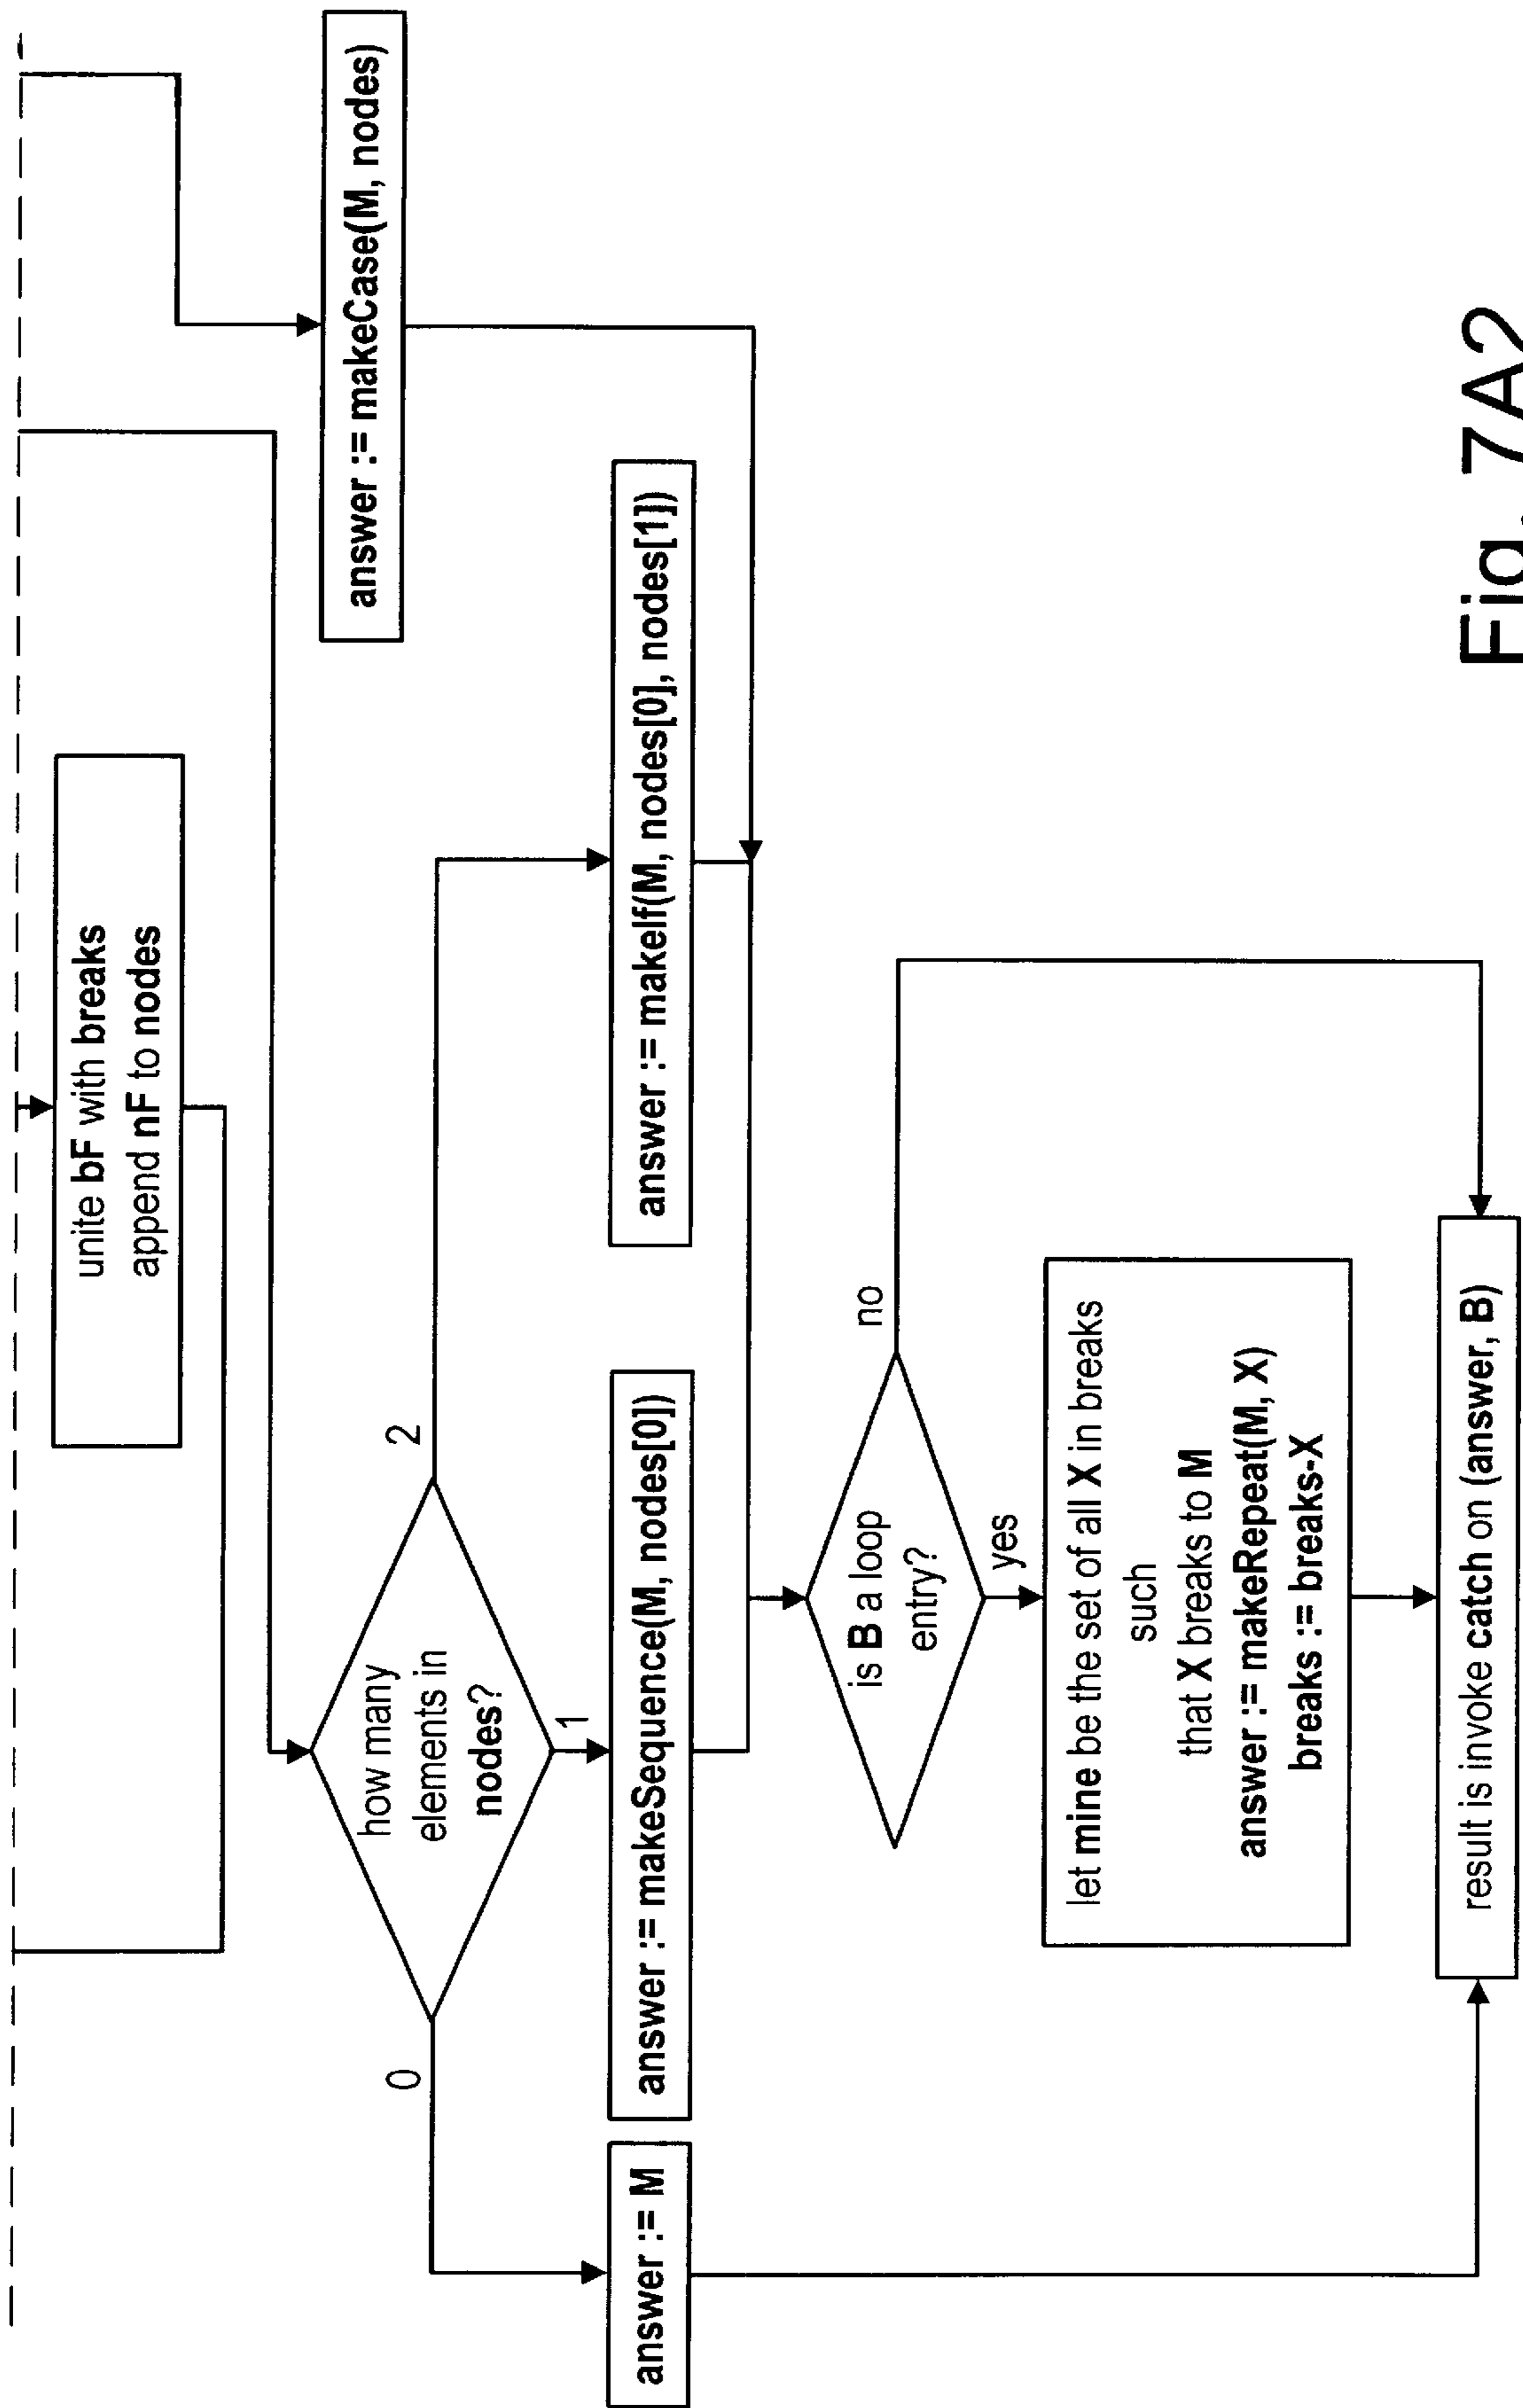 unite bF with breaks
append nF to nodes
answer := makeCase(M, nodes)
how many
elements in
nodes?
0
1
2
answer := M
answer := makeSequence(M, nodes[0])
answer := makeIf(M, nodes[0], nodes[1])
is B a loop
entry?
yes
no
let mine be the set of all X in breaks
such
that X breaks to M
answer := makeRepeat(M, X)
breaks := breaks-X
result is invoke catch on (answer, B)
Fig. 7A2